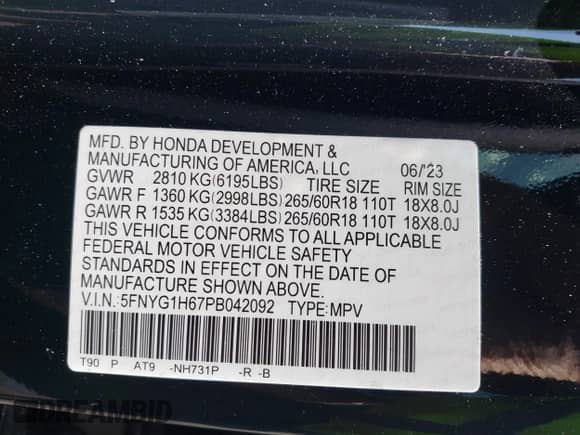 MFD. BY HONDA DEVELOPMENT &
MANUFACTURING OF AMERICA, LLC 06/'23
GVWR 2810 KG(6195LBS) TIRE SIZE RIM SIZE
GAWR F 1360 KG(2998LBS) 265/60R18 110T 18X8.0J
GAWR R 1535 KG(3384LBS) 265/60R18 110T 18X8.0J
THIS VEHICLE CONFORMS TO ALL APPLICABLE
FEDERAL MOTOR VEHICLE SAFETY
STANDARDS IN EFFECT ON THE DATE OF
MANUFACTURE SHOWN ABOVE.
V.I.N.:5FNYG1H67PB042092 TYPE:MPV
T90 P AT9 -NH731P -R -B
DREAMBID